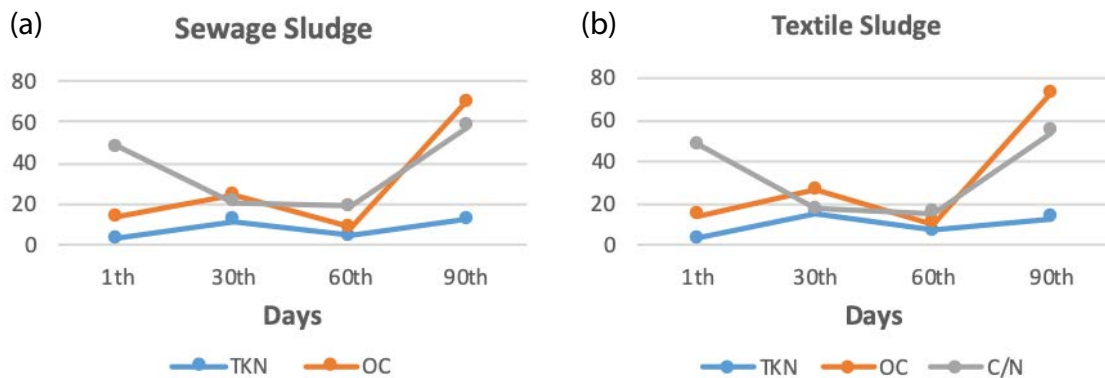 (a)
Sewage Sludge
80
60
40
20
0
1th 30th 60th 90th
Days
TKN OC
(b)
Textile Sludge
80
60
40
20
0
1th 30th 60th 90th
Days
TKN OC C/N